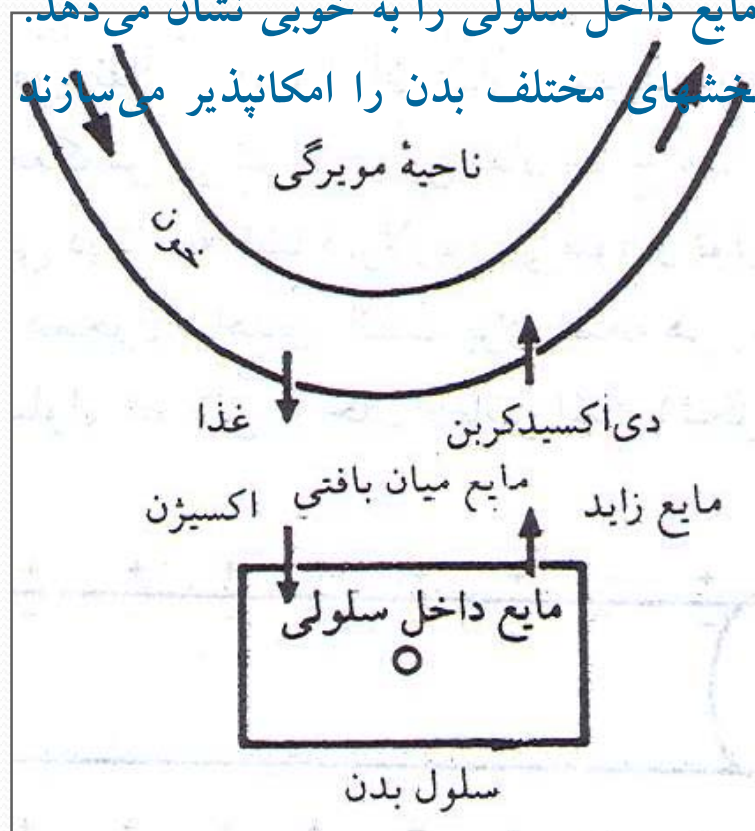 مایع داخل سلولی را به خوبی نشان می‌دهد.
خشهای مختلف بدن را امکانپذیر می‌سازند
ناحیهٔ مویرگی
خون
غذا
دی‌اکسیدکربن
اکسیژن
مایع میان بافتی
مایع زاید
مایع داخل سلولی
سلول بدن